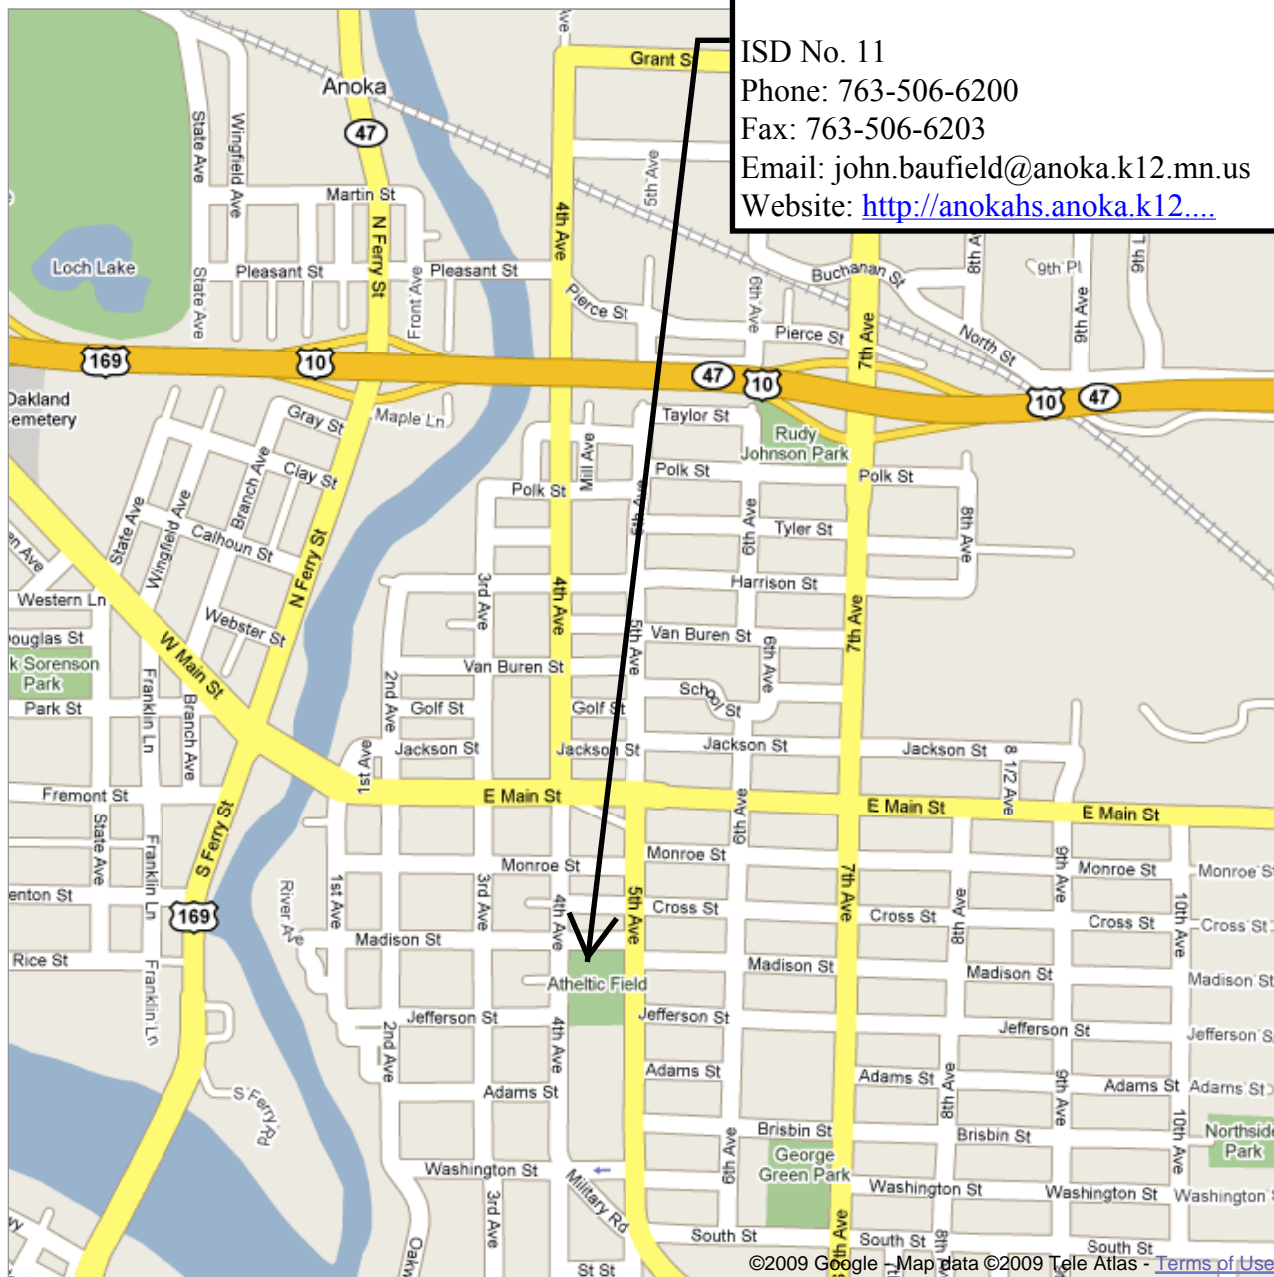 ISD No. 11
Phone: 763-506-6200
Fax: 763-506-6203
Email: john.baufield@anoka.k12.mn.us
Website: http://anokahs.anoka.k12....
Grant S
Anoka
47
State Ave
Wingfield Ave
5th Ave
Martin St
N Ferry St
4th Ave
Loch Lake
State Ave
Pleasant St
Front Ave
Pleasant St
Pierce St
6th Ave
Buchanan St
8th A
9th Pl
9th Ave
9th L
Pierce St
7th Ave
North St
169
10
47
10
10
47
Oakland
emetery
Gray St
Maple Ln
Mill Ave
Taylor St
Rudy
Johnson Park
Clay St
Branch Ave
Polk St
Polk St
Polk St
State Ave
Wingfield Ave
Calhoun St
N Ferry St
5th Ave
6th Ave
Tyler St
8th Ave
en Ave
Western Ln
3rd Ave
4th Ave
Harrison St
7th Ave
ouglas St
Webster St
5th Ave
Van Buren St
6th Ave
k Sorenson
Park
W Main St
Van Buren St
Park St
Franklin Ln
Branch Ave
2nd Ave
Golf St
Golf St
School St
1st Ave
Jackson St
Jackson St
Jackson St
Jackson St
8 1/2 Ave
Fremont St
E Main St
E Main St
E Main St
State Ave
Franklin Ln
S Ferry St
6th Ave
Monroe St
Monroe St
9th Ave
Monroe St
Monroe S
enton St
169
River Ave
1st Ave
3rd Ave
4th Ave
5th Ave
Cross St
7th Ave
Cross St
8th Ave
Cross St
10th Ave
Cross St
Rice St
Franklin Ln
Madison St
Madison St
Madison St
Madison St
Atheltic Field
Jefferson St
Jefferson St
Jefferson St
Jefferson S
2nd Ave
4th Ave
Adams St
Adams St
Adams St
8th Ave
9th Ave
Adams St
Adams St
S Ferry Rd
Brisbin St
Brisbin St
10th Ave
Northside
Park
6th Ave
George
Green Park
Washington St
Military Rd
3rd Ave
Washington St
Washington St
Washington
Oakw
South St
7th Ave
South St
8th
South St
St St
wy
©2009 Google - Map data ©2009 Tele Atlas - Terms of Use